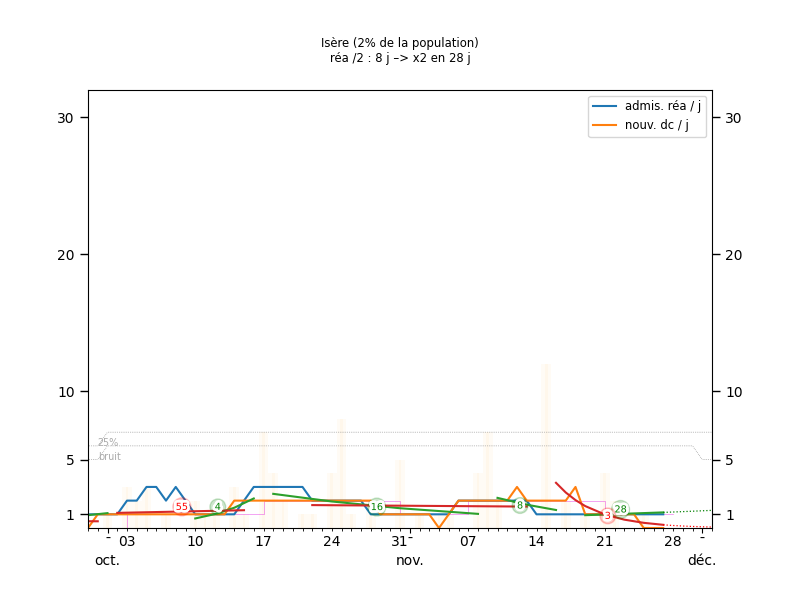 Isère (2% de la population)
réa /2 : 8 j –> x2 en 28 j
admis. réa / j
nouv. dc / j
30 30
20 20
10 10
25%
bruit
5 5
55 4 16 8 3 28
1 1
03 10 17 24 31 07 14 21 28
oct. nov. déc.